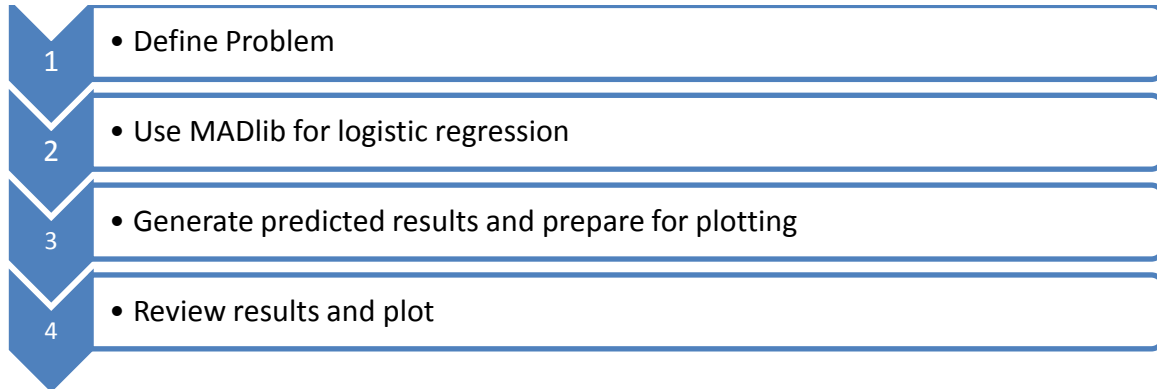 1
• Define Problem
2
• Use MADlib for logistic regression
3
• Generate predicted results and prepare for plotting
4
• Review results and plot